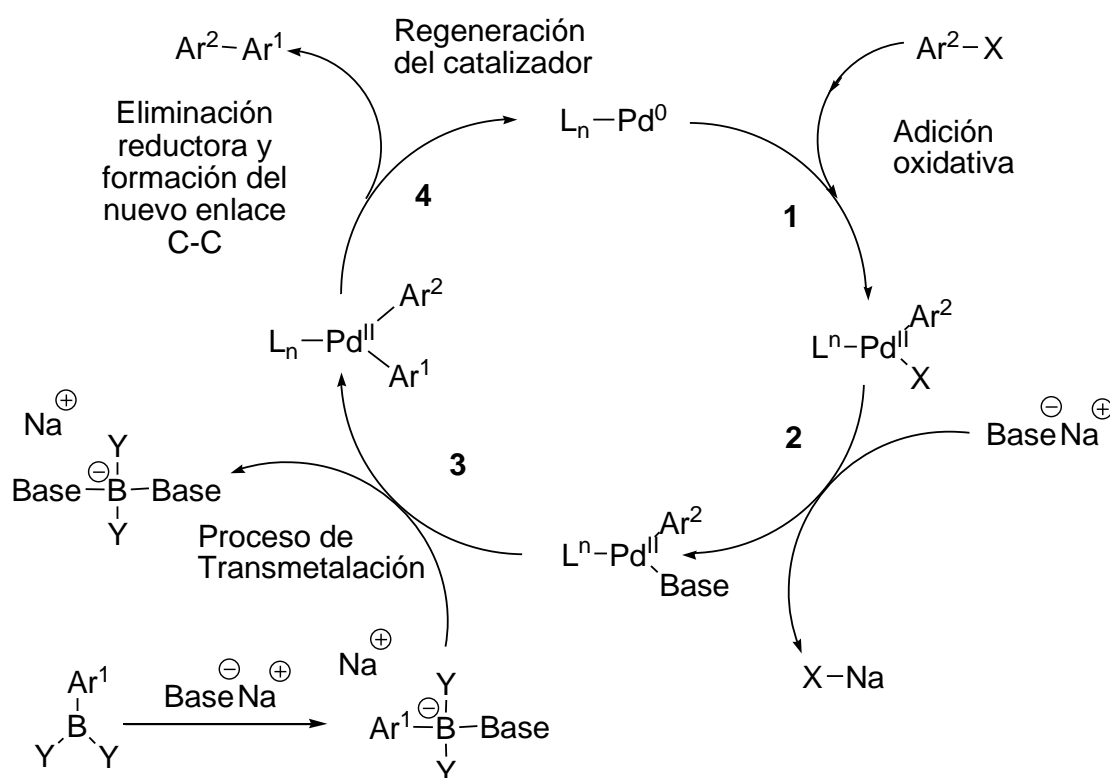 Ar²–Ar¹
Regeneración
del catalizador
Ar²–X
Eliminación
reductora y
formación del
nuevo enlace
C-C
Lₙ–Pd⁰
Adición
oxidativa
4
1
Lₙ–Pdᴵᴵ
Ar²
Ar¹
Lⁿ–Pdᴵᴵ
Ar²
X
Na⊕
Y
Base–B⊖–Base
Y
3
2
Base⊖Na⊕
Proceso de
Transmetalación
Lⁿ–Pdᴵᴵ
Ar²
Base
X–Na
Ar¹
B
Y
Y
Base⊖Na⊕
Na⊕
Y
Ar¹–B⊖–Base
Y